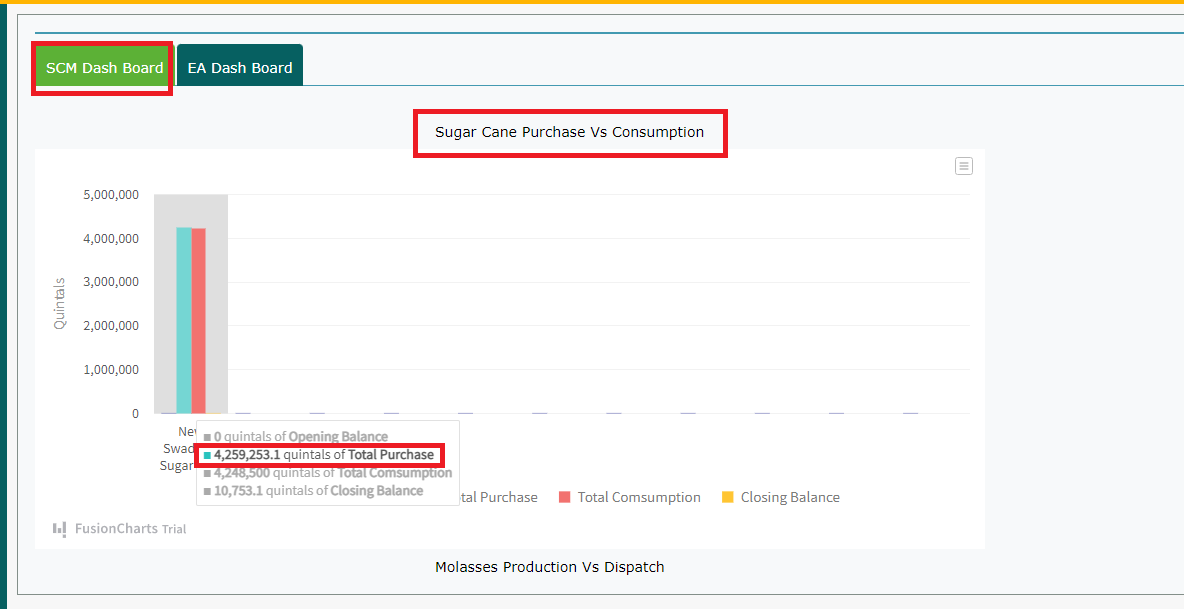 SCM Dash Board
EA Dash Board
Sugar Cane Purchase Vs Consumption
5,000,000
4,000,000
3,000,000
2,000,000
1,000,000
0
Quintals
Swad
Sugar
0 quintals of Opening Balance
4,259,253.1 quintals of Total Purchase
4,248,500 quintals of Total Comsumption
10,753.1 quintals of Closing Balance
tal Purchase
Total Comsumption
Closing Balance
FusionCharts Trial
Molasses Production Vs Dispatch